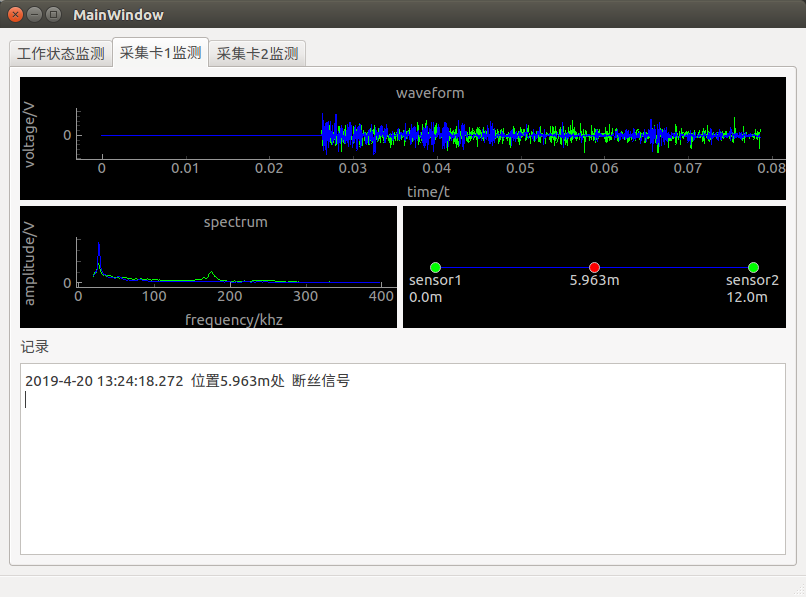 MainWindow
工作状态监测 采集卡1监测 采集卡2监测
waveform
voltage/V
0
0 0.01 0.02 0.03 0.04 0.05 0.06 0.07 0.08
time/t
spectrum
amplitude/V
0
0 100 200 300 400
frequency/khz
sensor1 5.963m sensor2
0.0m 12.0m
记录
2019-4-20 13:24:18.272 位置5.963m处 断丝信号